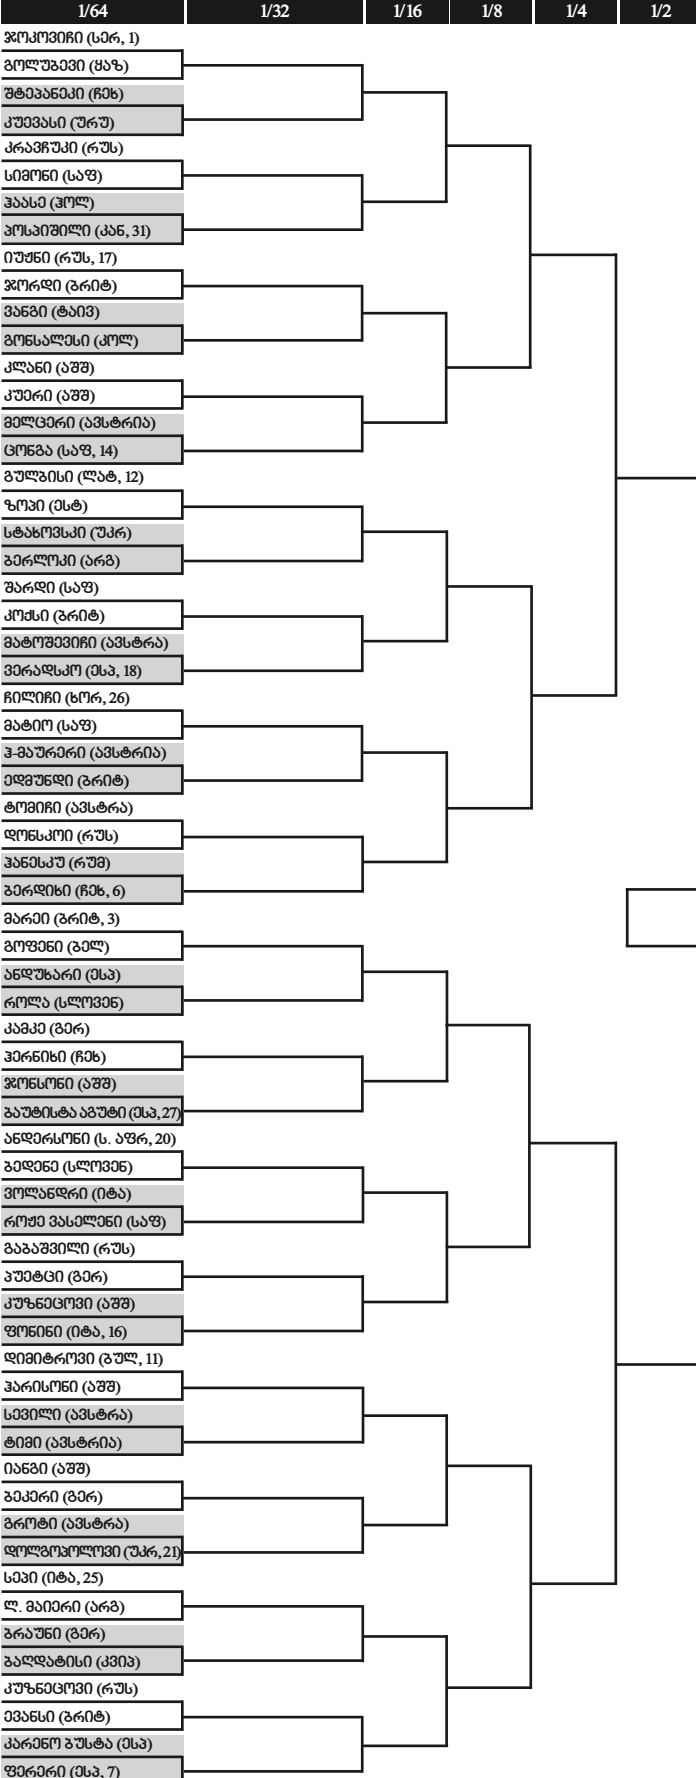 1/64 1/32 1/16 1/8 1/4 1/2
ჯოკოვიჩი (სერ, 1)
გოლუბევი (ყაზ)
შტეპანეკი (ჩეხ)
კუევასი (ურუ)
კრავჩუკი (რუს)
სიმონი (საფ)
ჰაასე (ჰოლ)
პოსპიშილი (კან, 31)
იუჟნი (რუს, 17)
ჯორდი (ბრიტ)
ვანგი (ტაივ)
გონსალესი (კოლ)
კლანი (აშშ)
კუერი (აშშ)
მელცერი (ავსტრია)
ცონგა (საფ, 14)
გულბისი (ლატ, 12)
ზოპი (ესტ)
სტახოვსკი (უკრ)
ბერლოკი (არგ)
შარდი (საფ)
კოქსი (ბრიტ)
მატოშევიჩი (ავსტრა)
ვერადსკო (ესპ, 18)
ჩილიჩი (ხორ, 26)
მატიო (საფ)
ჰ-მაურერი (ავსტრია)
ედმუნდი (ბრიტ)
ტომიჩი (ავსტრა)
დონსკოი (რუს)
ჰანესკუ (რუმ)
ბერდიხი (ჩეხ, 6)
მარეი (ბრიტ, 3)
გოფენი (ბელ)
ანდუხარი (ესპ)
როლა (სლოვენ)
კამკე (გერ)
ჰერნიხი (ჩეხ)
ჯონსონი (აშშ)
ბაუტისტა აგუტი (ესპ, 27)
ანდერსონი (ს. აფრ, 20)
ბედენე (სლოვენ)
ვოლანდრი (იტა)
როჟე ვასელენი (საფ)
გაბაშვილი (რუს)
პუეტცი (გერ)
კუზნეცოვი (აშშ)
ფონინი (იტა, 16)
დიმიტროვი (ბულ, 11)
ჰარისონი (აშშ)
სევილი (ავსტრა)
ტიმი (ავსტრია)
იანგი (აშშ)
ბეკერი (გერ)
გროტი (ავსტრა)
დოლგოპოლოვი (უკრ, 21)
სეპი (იტა, 25)
ლ. მაიერი (არგ)
ბრაუნი (გერ)
ბაღდატისი (კვიპ)
კუზნეცოვი (რუს)
ევანსი (ბრიტ)
კარენო ბუსტა (ესპ)
ფერერი (ესპ, 7)